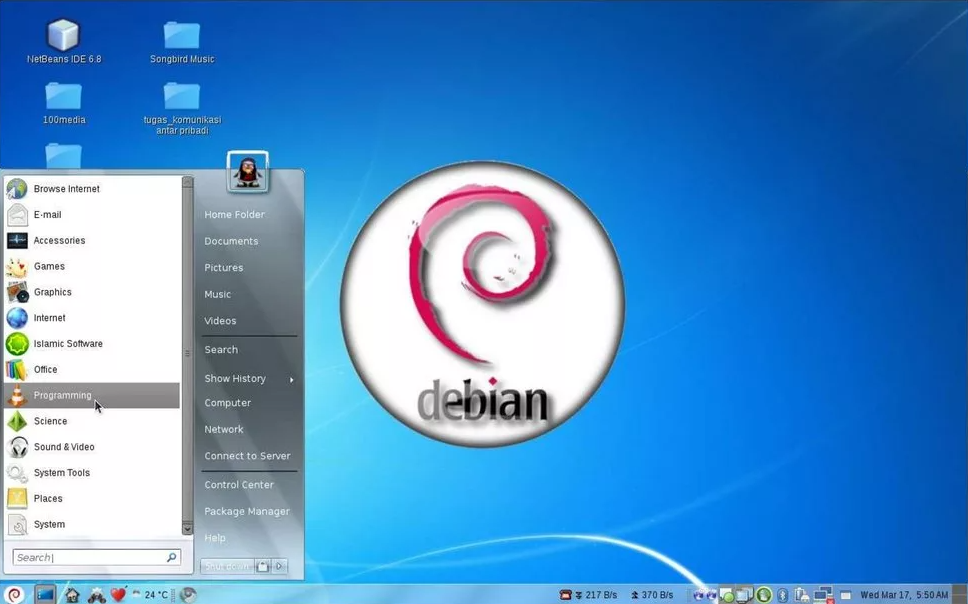 NetBeans IDE 6.8
Songbird Music
100media
tugas_komunikasi
antar pribadi
Browse Internet
E-mail
Accessories
Games
Graphics
Internet
Islamic Software
Office
Programming
Science
Sound & Video
System Tools
Places
System
Search
Home Folder
Documents
Pictures
Music
Videos
Search
Show History
Computer
Network
Connect to Server
Control Center
Package Manager
Help
Shut down
debian
24 °C
217 B/s
370 B/s
Wed Mar 17, 5:50 AM